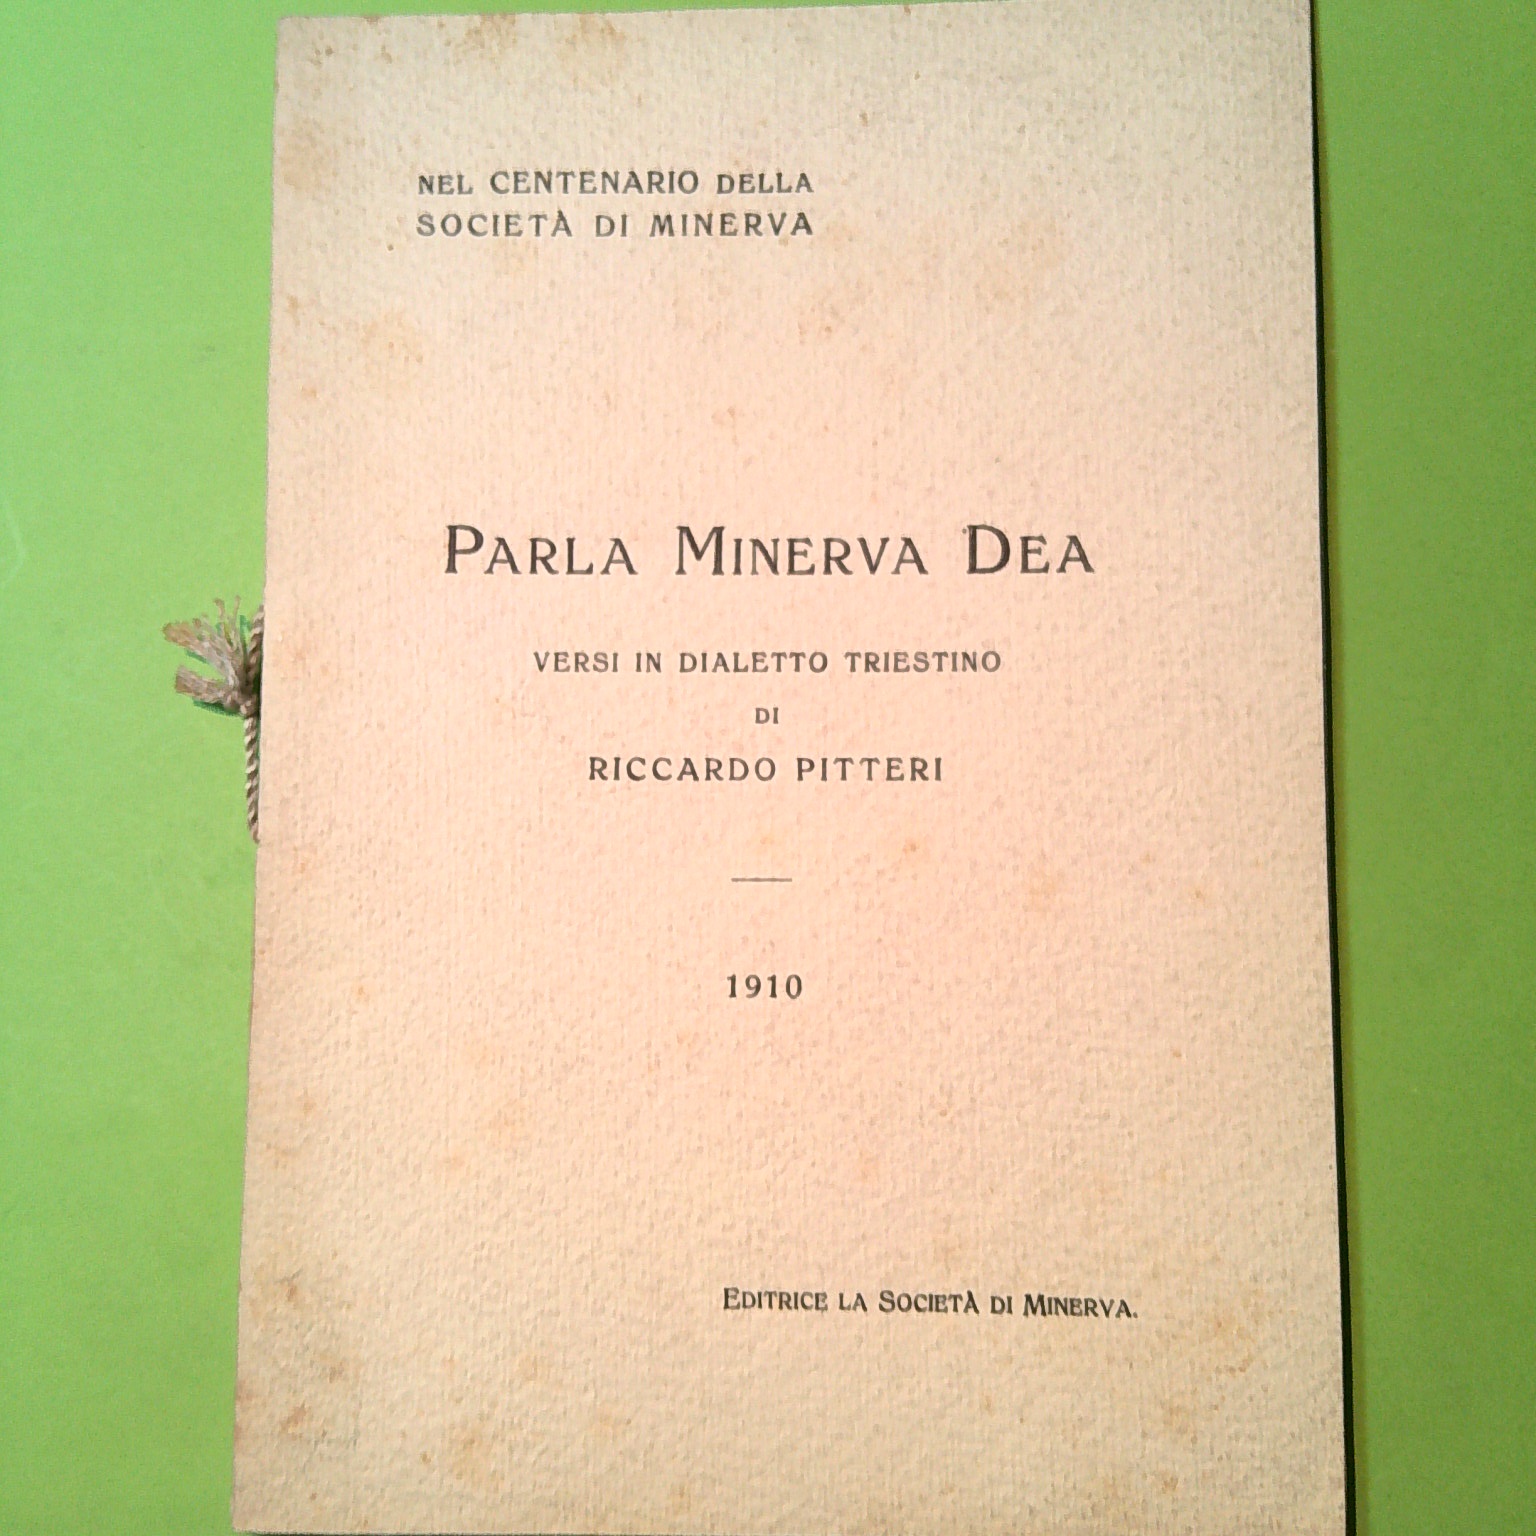 NEL CENTENARIO DELLA
SOCIETÀ DI MINERVA
PARLA MINERVA DEA
VERSI IN DIALETTO TRIESTINO
DI
RICCARDO PITTERI
1910
EDITRICE LA SOCIETÀ DI MINERVA.